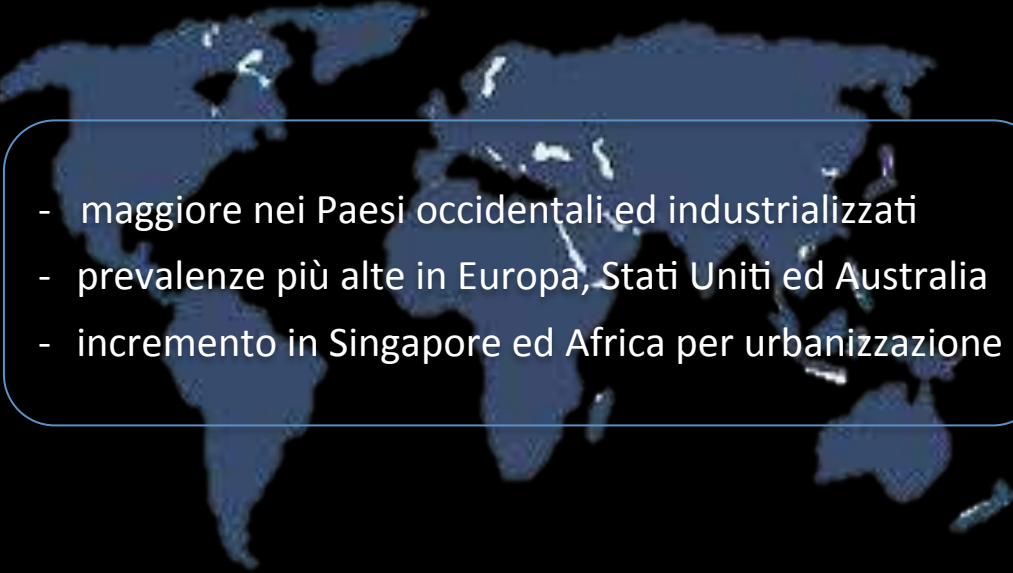 - maggiore nei Paesi occidentali ed industrializzati
- prevalenze più alte in Europa, Stati Uniti ed Australia
- incremento in Singapore ed Africa per urbanizzazione